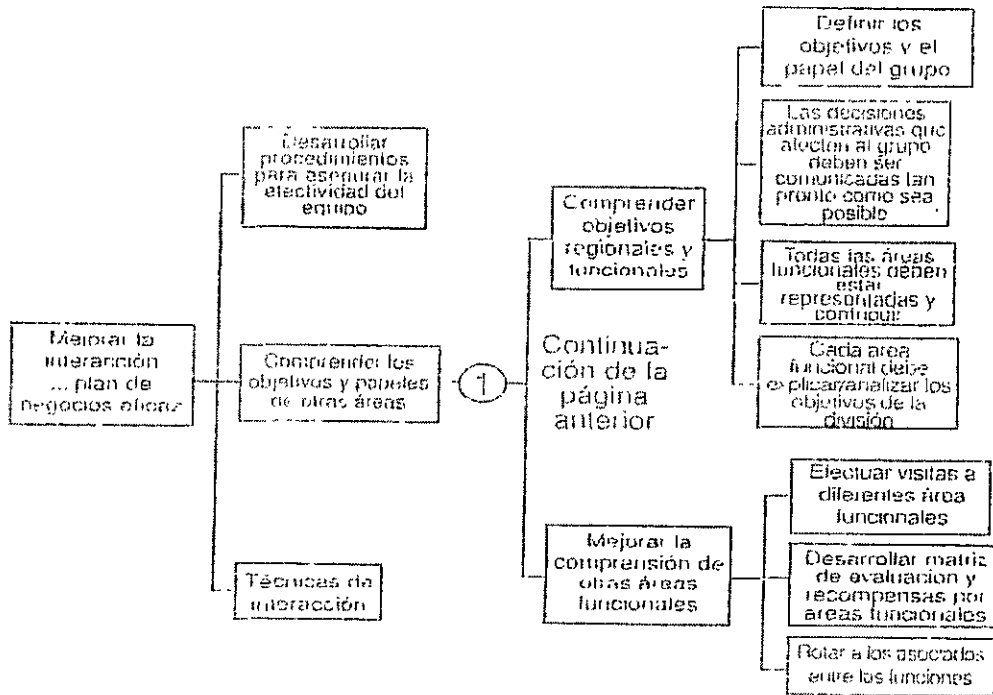 Mejorar la
interacción
... plan de
negocios eficaz
Desarrollar
procedimientos
para asegurar la
efectividad del
equipo
Comprender los
objetivos y papeles
de otras áreas
Técnicas de
interacción
1
Continua-
ción de la
página
anterior
Comprender
objetivos
regionales y
funcionales
Definir los
objetivos y el
papel del grupo
Las decisiones
administrativas que
afecten al grupo
deben ser
comunicadas tan
pronto como sea
posible
Todas las áreas
funcionales deben
estar
representadas y
contribuir
Cada area
funcional debe
explicar/analizar los
objetivos de la
división
Mejorar la
comprensión de
otras áreas
funcionales
Efectuar visitas a
diferentes área
funcionales
Desarrollar matriz
de evaluacion y
recompensas por
areas funcionales
Rotar a los asociados
entre las funciones